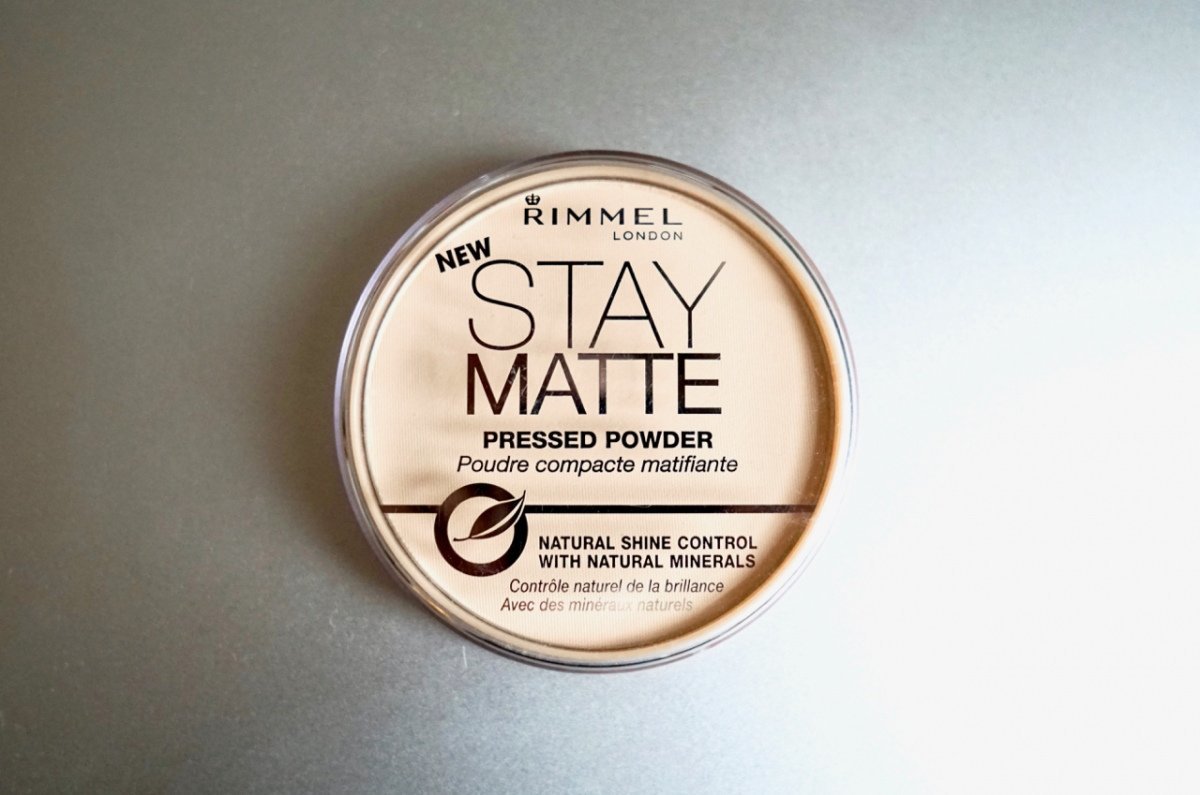 RIMMEL
LONDON
NEW
STAY
MATTE
PRESSED POWDER
Poudre compacte matifiante
NATURAL SHINE CONTROL
WITH NATURAL MINERALS
Contrôle naturel de la brillance
Avec des minéraux naturels